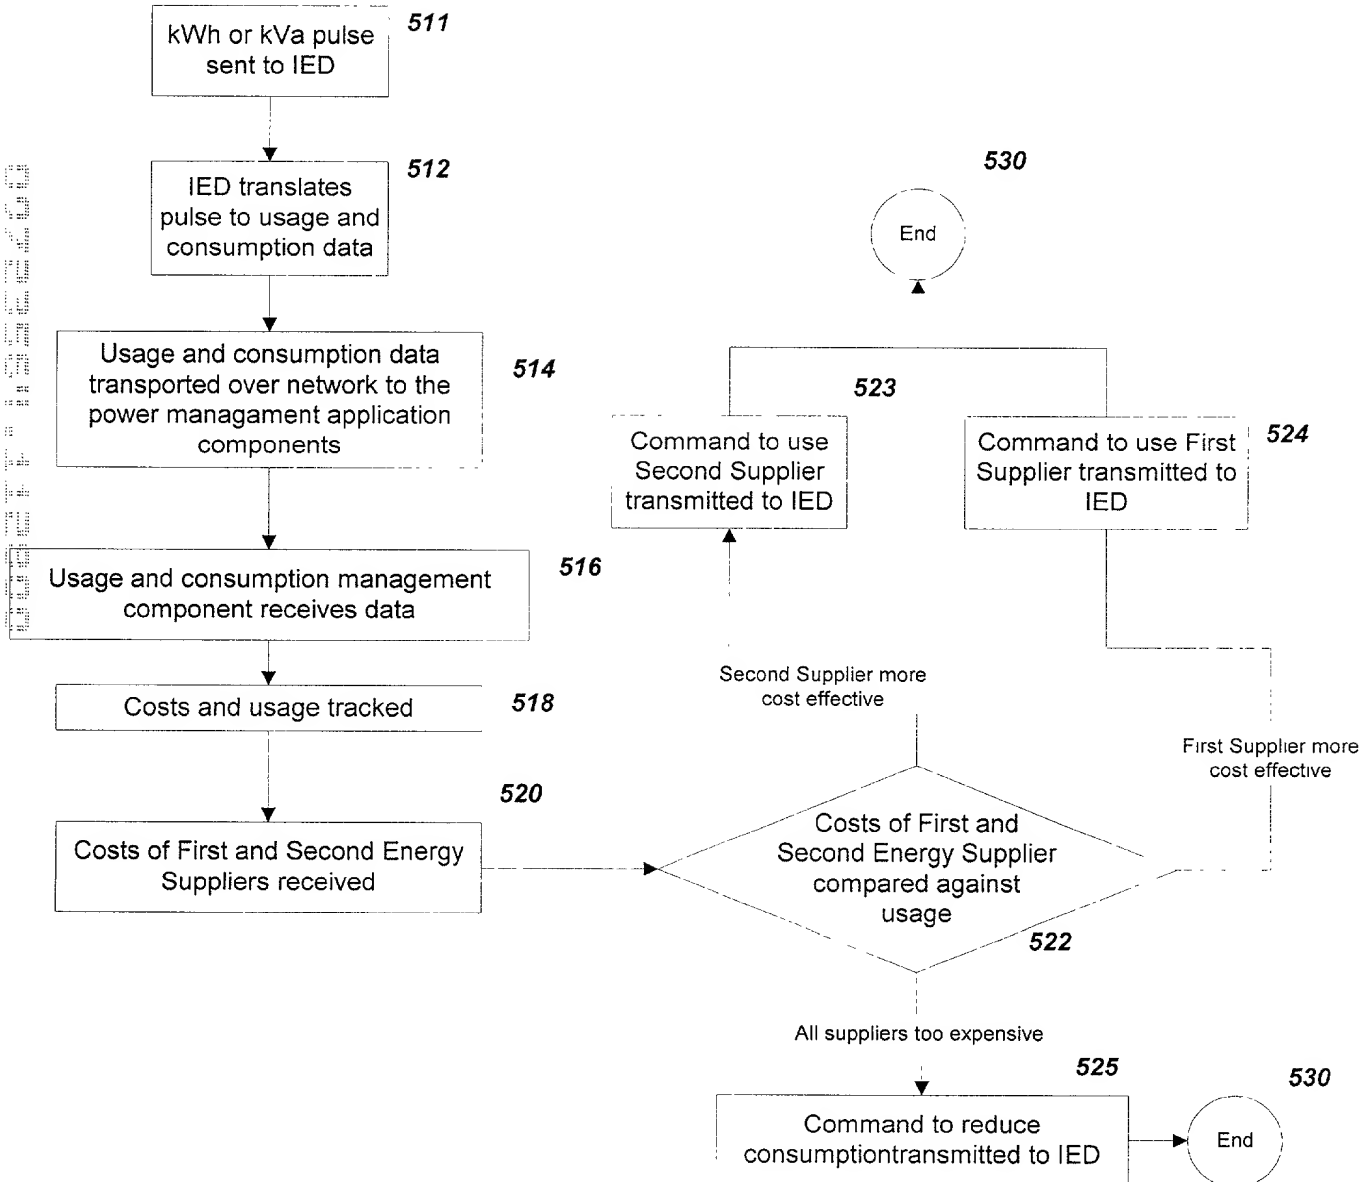 kWh or kVa pulse
sent to IED
511
IED translates
pulse to usage and
consumption data
512
Usage and consumption data
transported over network to the
power managament application
components
514
Usage and consumption management
component receives data
516
Costs and usage tracked
518
Costs of First and Second Energy
Suppliers received
520
Costs of First and
Second Energy Supplier
compared against
usage
522
Second Supplier more
cost effective
Command to use
Second Supplier
transmitted to IED
523
First Supplier more
cost effective
Command to use First
Supplier transmitted to
IED
524
530
End
All suppliers too expensive
525
Command to reduce
consumptiontransmitted to IED
530
End